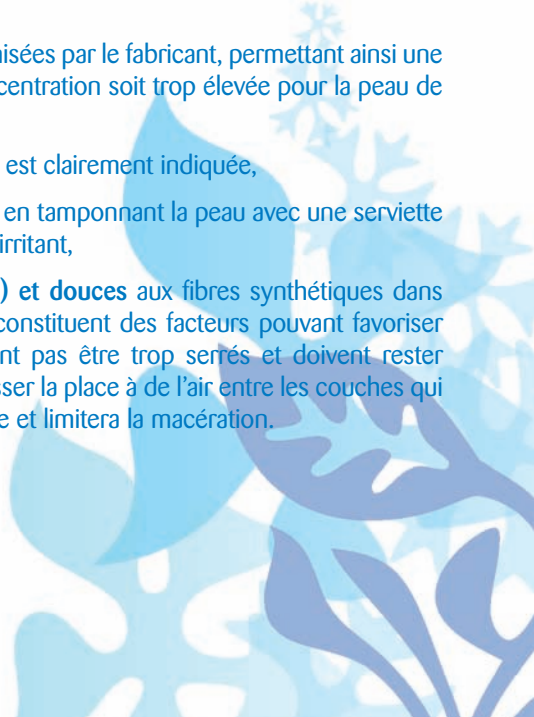 isées par le fabricant, permettant ainsi une
centration soit trop élevée pour la peau de
est clairement indiquée,
en tamponnant la peau avec une serviette
irritant,
) et douces aux fibres synthétiques dans
constituent des facteurs pouvant favoriser
nt pas être trop serrés et doivent rester
sser la place à de l’air entre les couches qui
e et limitera la macération.